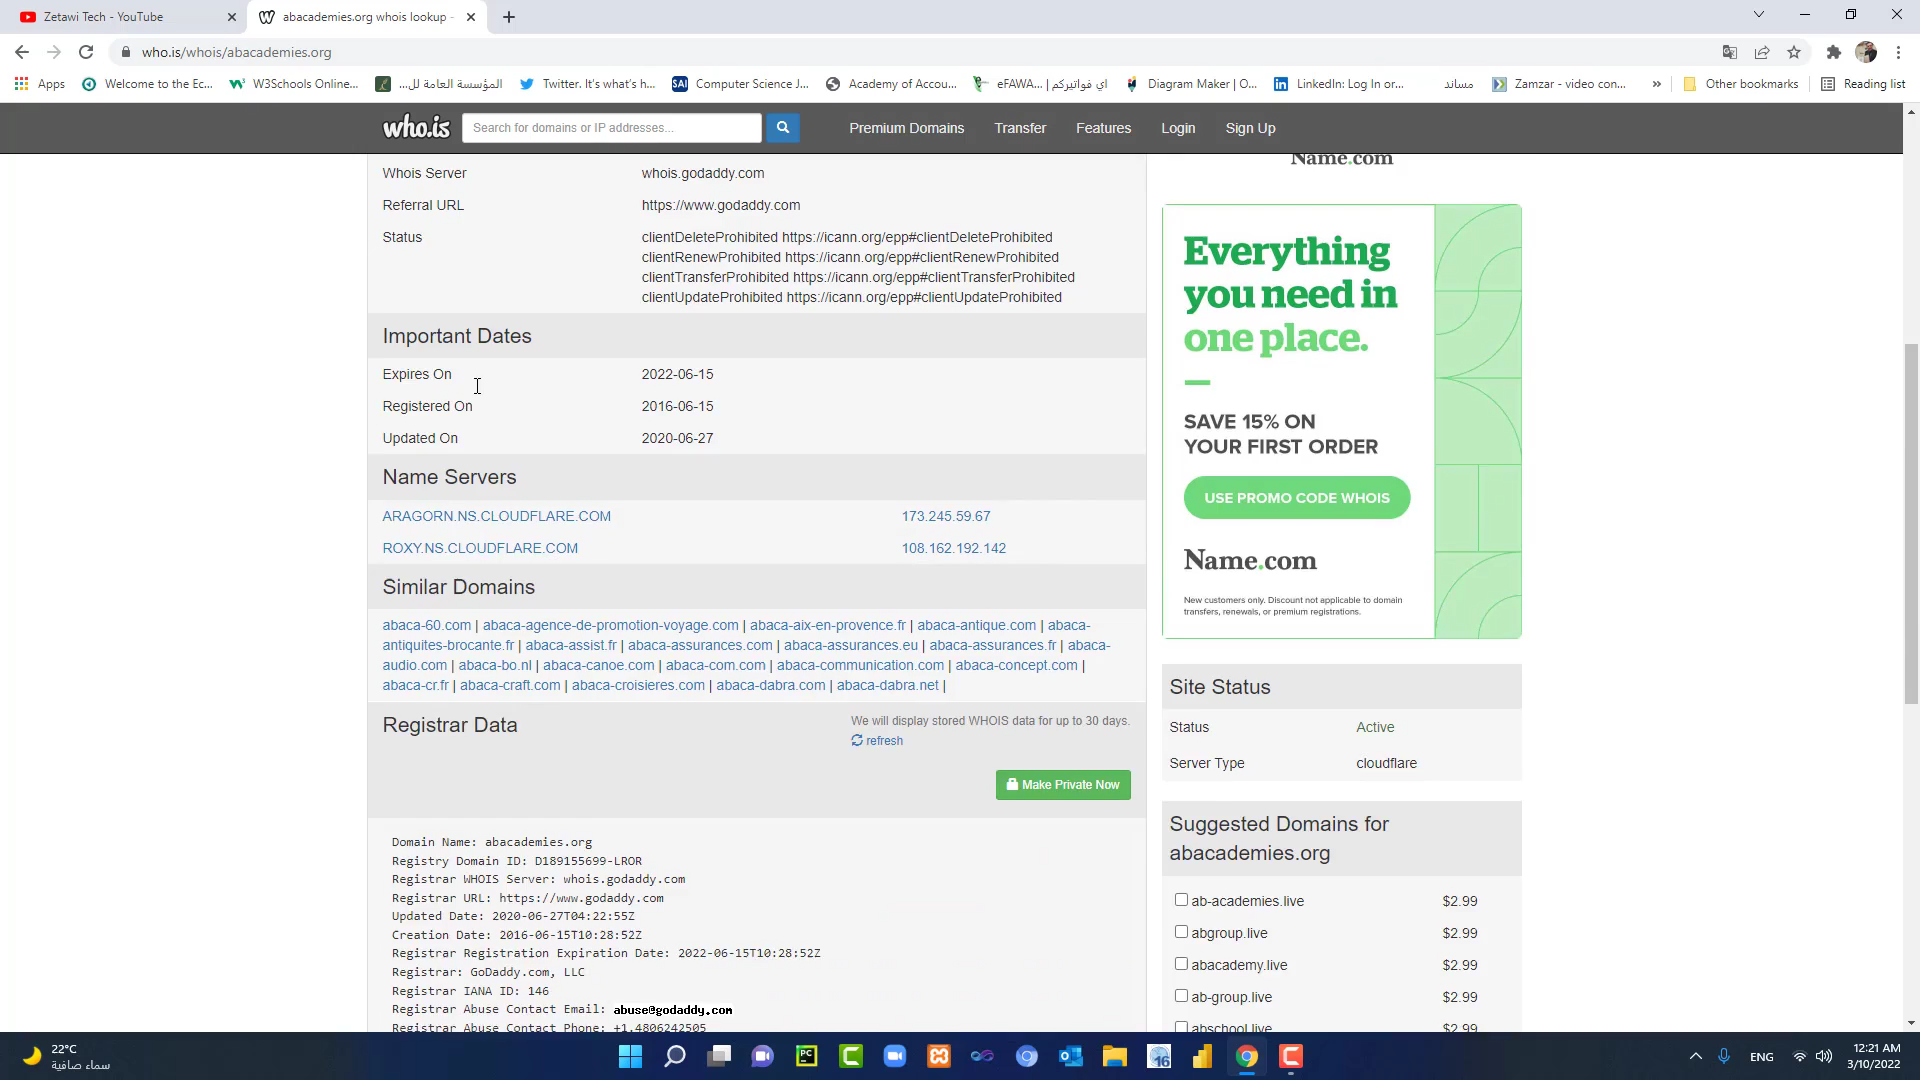 Zetawi Tech - YouTube
abacademies.org whois lookup -
who.is/whois/abacademies.org
Apps
Welcome to the Ec...
W3Schools Online...
المؤسسة العامة لل...
Twitter. It's what's h...
Computer Science J...
Academy of Accou...
eFAWA... | اي فواتيركم
Diagram Maker | O...
LinkedIn: Log In or...
مساند
Zamzar - video con...
Other bookmarks
Reading list
who.is
Search for domains or IP addresses...
Premium Domains
Transfer
Features
Login
Sign Up
Whois Server whois.godaddy.com
Referral URL https://www.godaddy.com
Status clientDeleteProhibited https://icann.org/epp#clientDeleteProhibited
clientRenewProhibited https://icann.org/epp#clientRenewProhibited
clientTransferProhibited https://icann.org/epp#clientTransferProhibited
clientUpdateProhibited https://icann.org/epp#clientUpdateProhibited
Important Dates
Expires On 2022-06-15
Registered On 2016-06-15
Updated On 2020-06-27
Name Servers
ARAGORN.NS.CLOUDFLARE.COM 173.245.59.67
ROXY.NS.CLOUDFLARE.COM 108.162.192.142
Similar Domains
abaca-60.com | abaca-agence-de-promotion-voyage.com | abaca-aix-en-provence.fr | abaca-antique.com | abaca-
antiquites-brocante.fr | abaca-assist.fr | abaca-assurances.com | abaca-assurances.eu | abaca-assurances.fr | abaca-
audio.com | abaca-bo.nl | abaca-canoe.com | abaca-com.com | abaca-communication.com | abaca-concept.com |
abaca-cr.fr | abaca-craft.com | abaca-croisieres.com | abaca-dabra.com | abaca-dabra.net |
Registrar Data
We will display stored WHOIS data for up to 30 days.
refresh
Make Private Now
Domain Name: abacademies.org
Registry Domain ID: D189155699-LROR
Registrar WHOIS Server: whois.godaddy.com
Registrar URL: https://www.godaddy.com
Updated Date: 2020-06-27T04:22:55Z
Creation Date: 2016-06-15T10:28:52Z
Registrar Registration Expiration Date: 2022-06-15T10:28:52Z
Registrar: GoDaddy.com, LLC
Registrar IANA ID: 146
Registrar Abuse Contact Email: abuse@godaddy.com
Registrar Abuse Contact Phone: +1.4806242505
Name.com
Everything
you need in
one place.
SAVE 15% ON
YOUR FIRST ORDER
USE PROMO CODE WHOIS
Name.com
New customers only. Discount not applicable to domain
transfers, renewals, or premium registrations.
Site Status
Status Active
Server Type cloudflare
Suggested Domains for
abacademies.org
ab-academies.live $2.99
abgroup.live $2.99
abacademy.live $2.99
ab-group.live $2.99
abschool.live $2.99
22°C
سماء صافية
PC
16
ENG
12:21 AM
3/10/2022